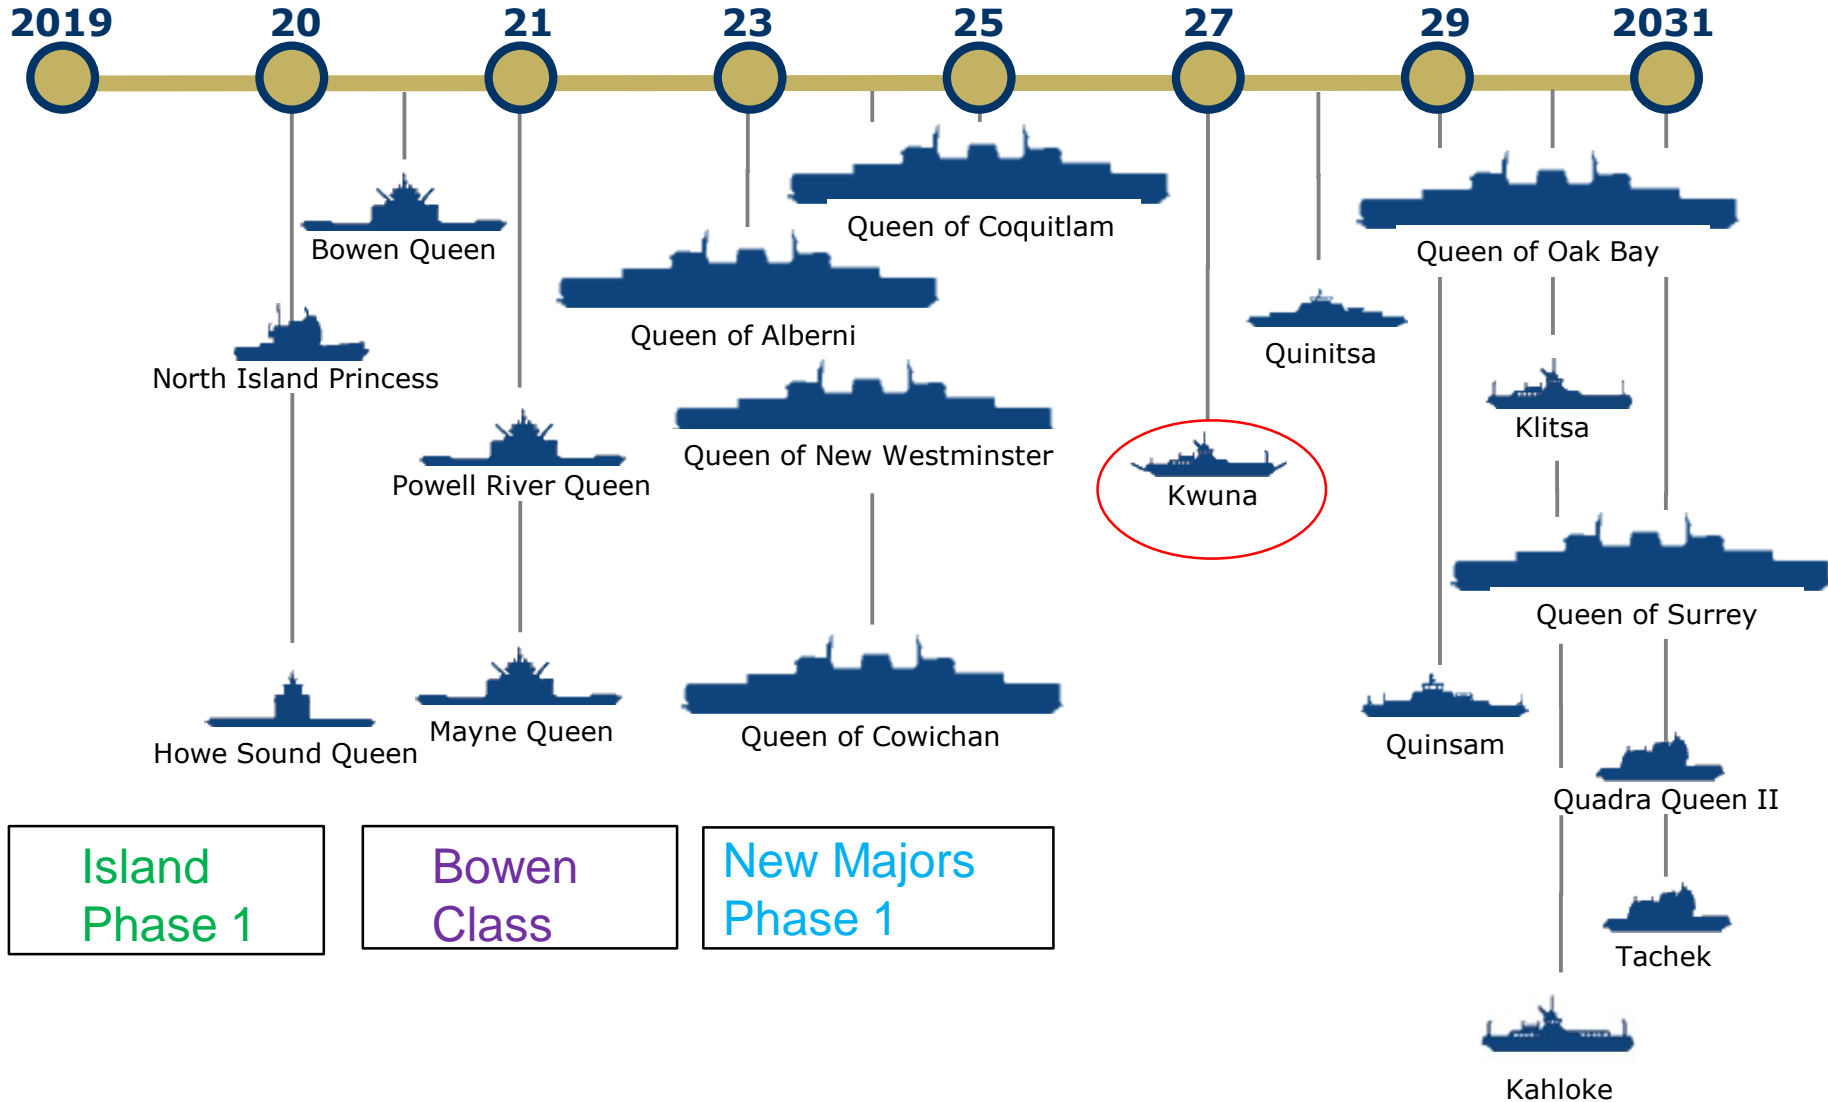 2019 20 21 23 25 27 29 2031
Bowen Queen
Queen of Coquitlam
Queen of Oak Bay
Queen of Alberni
Quinitsa
North Island Princess
Klitsa
Queen of New Westminster
Powell River Queen
Kwuna
Queen of Surrey
Mayne Queen
Queen of Cowichan
Quinsam
Howe Sound Queen
Quadra Queen II
Island
Phase 1
Bowen
Class
New Majors
Phase 1
Tachek
Kahloke